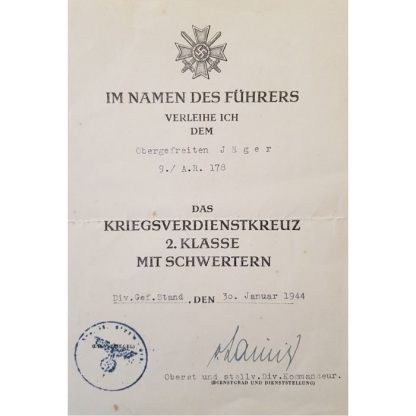 IM NAMEN DES FÜHRERS
VERLEIHE ICH
DEM
Obergefreiten Jäger
9./ A.R. 178
DAS
KRIEGSVERDIENSTKREUZ
2. KLASSE
MIT SCHWERTERN
Div.Gef.Stand, DEN 30. Januar 1944
Oberst und stellv. Div.Kommandeur.
(DIENSTGRAD UND DIENSTSTELLUNG)